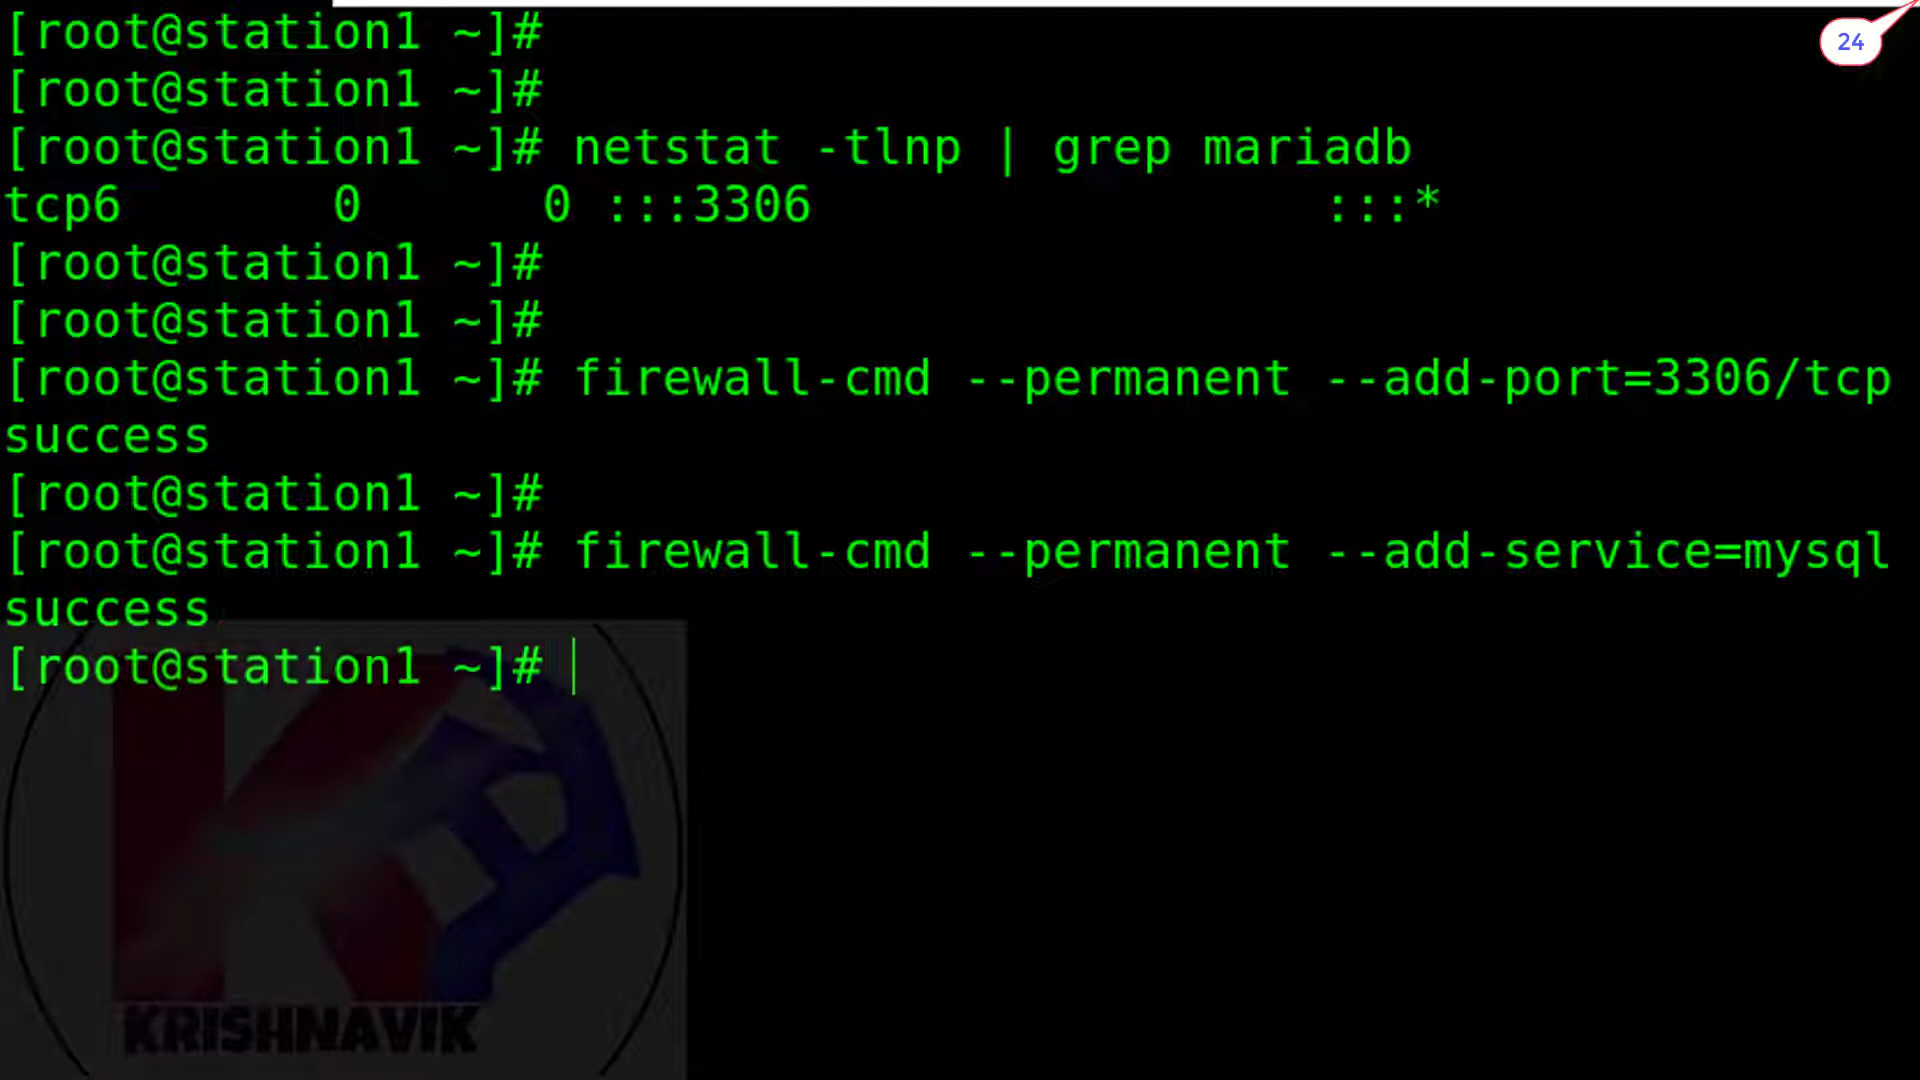 [root@station1 ~]#
24
[root@station1 ~]#
[root@station1 ~]# netstat -tlnp | grep mariadb
tcp6       0      0 :::3306                 :::*
[root@station1 ~]#
[root@station1 ~]#
[root@station1 ~]# firewall-cmd --permanent --add-port=3306/tcp
success
[root@station1 ~]#
[root@station1 ~]# firewall-cmd --permanent --add-service=mysql
success
[root@station1 ~]#
KRISHNAVIK